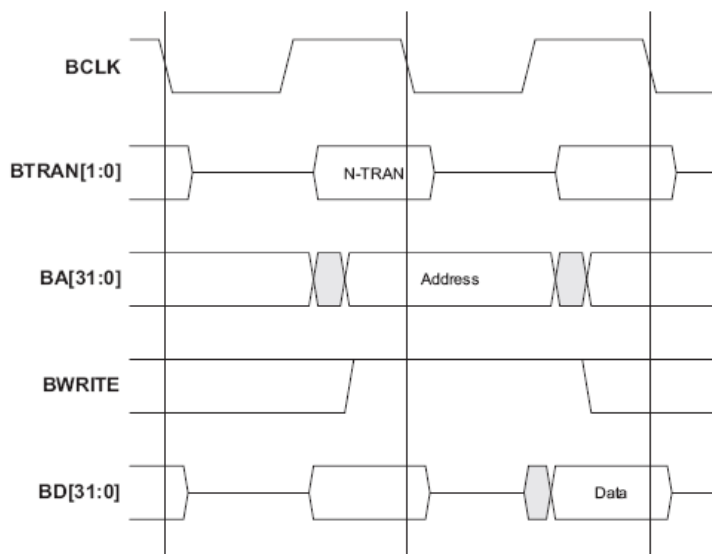 BCLK
BTRAN[1:0]
N-TRAN
BA[31:0]
Address
BWRITE
BD[31:0]
Data